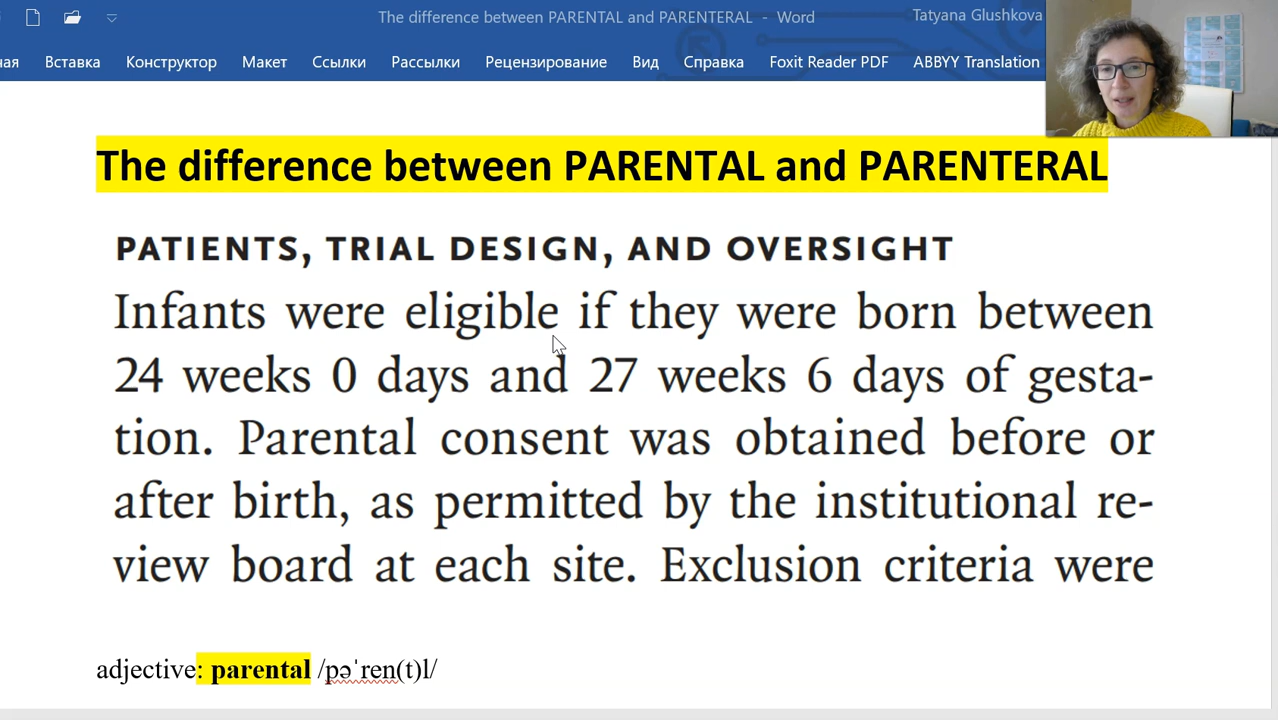 The difference between PARENTAL and PARENTERAL - Word
Tatyana Glushkova
ная Вставка Конструктор Макет Ссылки Рассылки Рецензирование Вид Справка Foxit Reader PDF ABBYY Translation
The difference between PARENTAL and PARENTERAL
PATIENTS, TRIAL DESIGN, AND OVERSIGHT
Infants were eligible if they were born between
24 weeks 0 days and 27 weeks 6 days of gesta-
tion. Parental consent was obtained before or
after birth, as permitted by the institutional re-
view board at each site. Exclusion criteria were
adjective: parental /pəˈren(t)l/